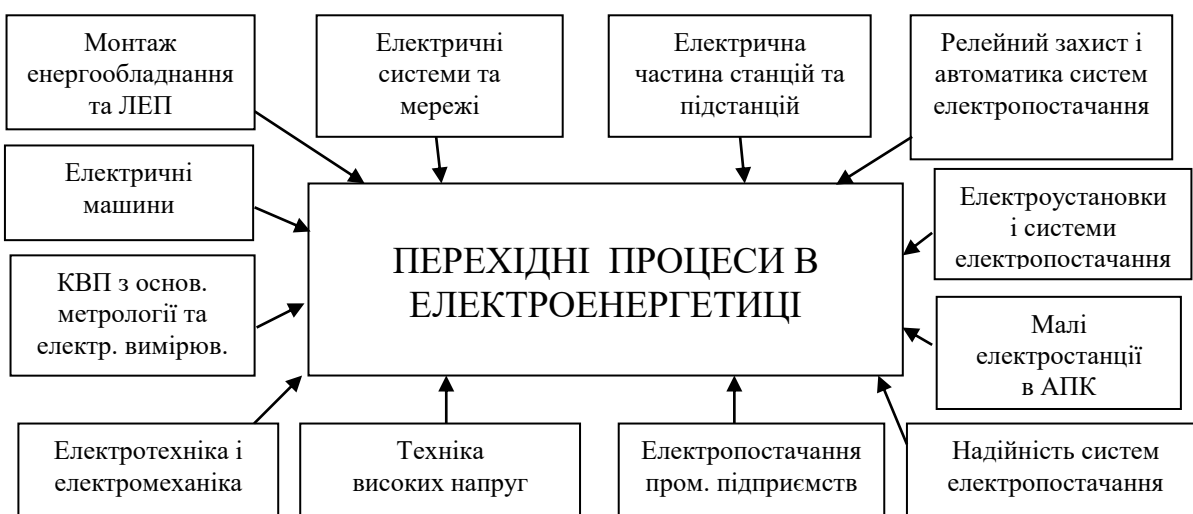 Монтаж
енергообладнання
та ЛЕП
Електричні
системи та
мережі
Електрична
частина станцій та
підстанцій
Релейний захист і
автоматика систем
електропостачання
Електричні
машини
Електроустановки
і системи
електропостачання
ПЕРЕХІДНІ ПРОЦЕСИ В
ЕЛЕКТРОЕНЕРГЕТИЦІ
КВП з основ.
метрології та
електр. вимірюв.
Малі
електростанції
в АПК
Електротехніка і
електромеханіка
Техніка
високих напруг
Електропостачання
пром. підприємств
Надійність систем
електропостачання